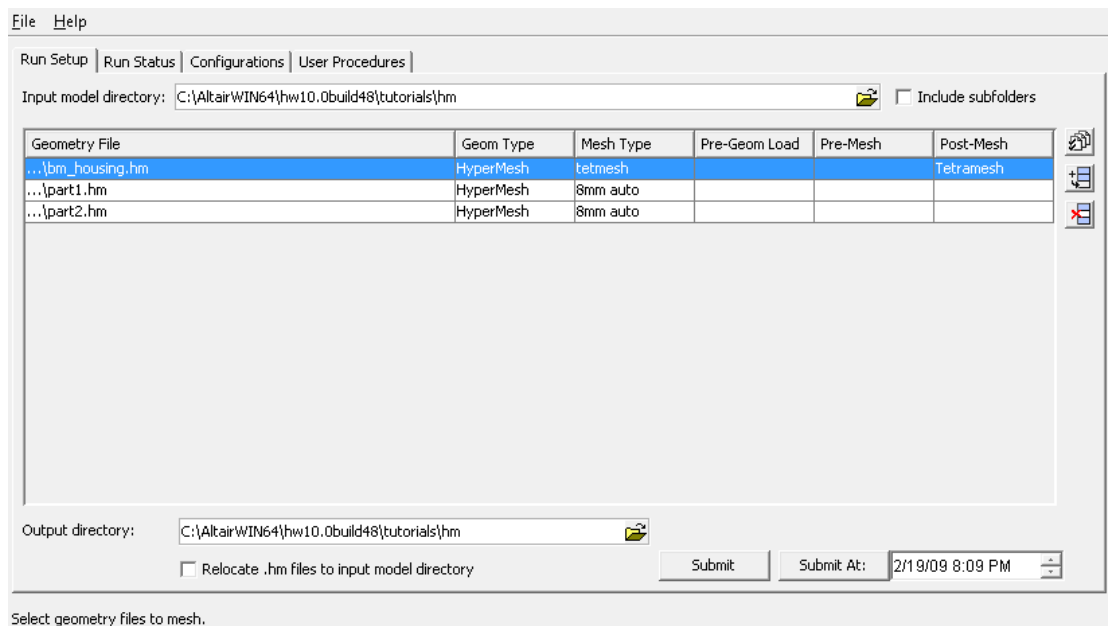 File Help
Run Setup Run Status Configurations User Procedures
Input model directory: C:\AltairWIN64\hw10.0build48\tutorials\hm Include subfolders
Geometry File Geom Type Mesh Type Pre-Geom Load Pre-Mesh Post-Mesh
...\bm_housing.hm HyperMesh tetmesh Tetramesh
...\part1.hm HyperMesh 8mm auto
...\part2.hm HyperMesh 8mm auto
Output directory: C:\AltairWIN64\hw10.0build48\tutorials\hm
Relocate .hm files to input model directory Submit Submit At: 2/19/09 8:09 PM
Select geometry files to mesh.